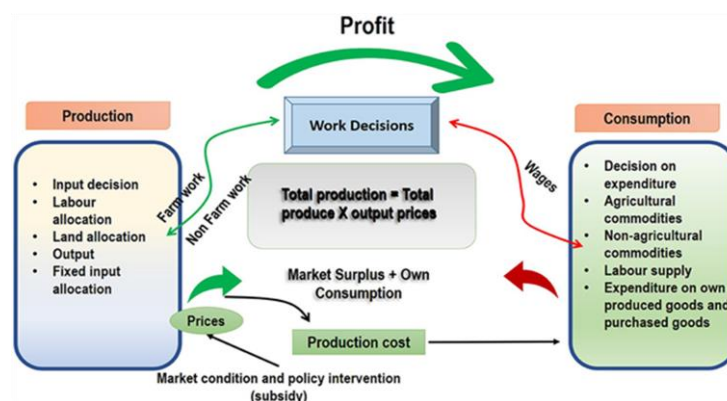 Profit
Production
Work Decisions
Consumption
• Input decision
• Labour
allocation
• Land allocation
• Output
• Fixed input
allocation
Farm work
Non Farm work
Total production = Total
produce X output prices
Wages
• Decision on
expenditure
• Agricultural
commodities
• Non-agricultural
commodities
• Labour supply
• Expenditure on own
produced goods and
purchased goods
Market Surplus + Own
Consumption
Prices
Production cost
Market condition and policy intervention
(subsidy)